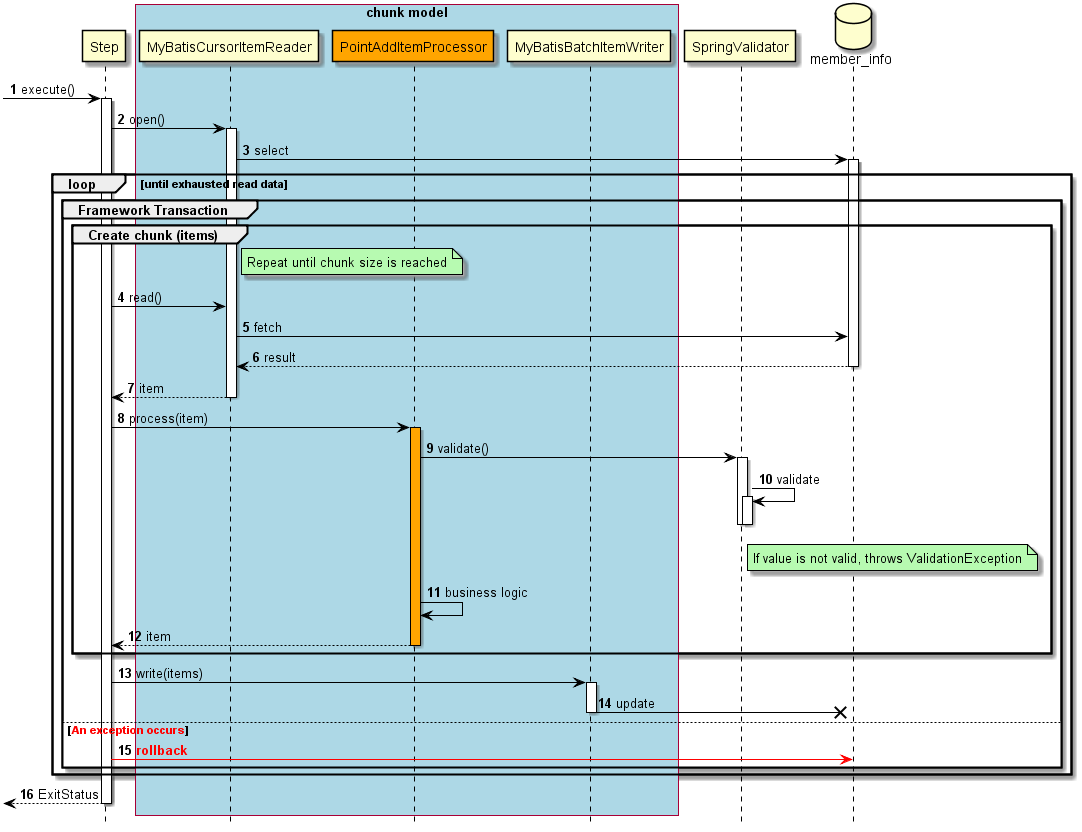 chunk model
Step
MyBatisCursorItemReader
PointAddItemProcessor
MyBatisBatchItemWriter
SpringValidator
member_info
1 execute()
2 open()
3 select
loop [until exhausted read data]
Framework Transaction
Create chunk (items)
Repeat until chunk size is reached
4 read()
5 fetch
6 result
7 item
8 process(item)
9 validate()
10 validate
If value is not valid, throws ValidationException
11 business logic
12 item
13 write(items)
14 update
[An exception occurs]
15 rollback
16 ExitStatus